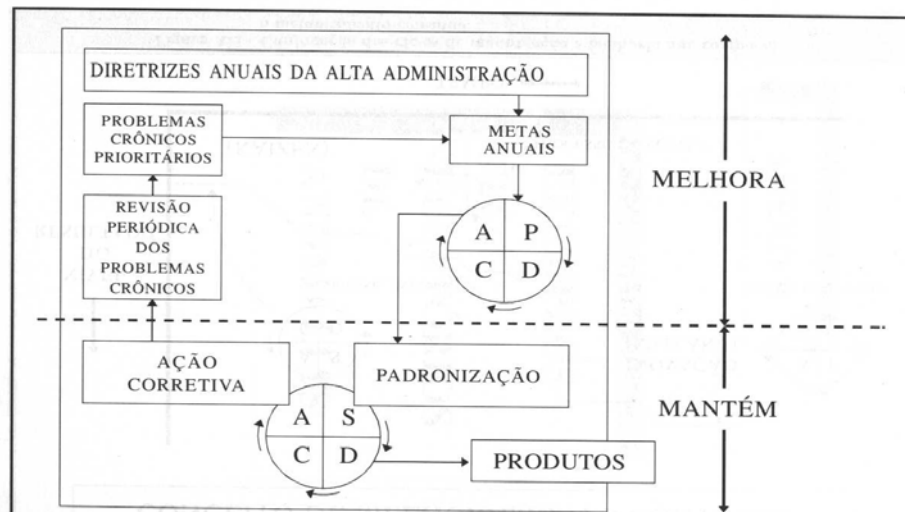 DIRETRIZES ANUAIS DA ALTA ADMINISTRAÇÃO
PROBLEMAS
CRÔNICOS
PRIORITÁRIOS
METAS
ANUAIS
MELHORA
REVISÃO
PERIÓDICA
DOS
PROBLEMAS
CRÔNICOS
A P
C D
AÇÃO
CORRETIVA
PADRONIZAÇÃO
MANTÉM
A S
C D
PRODUTOS